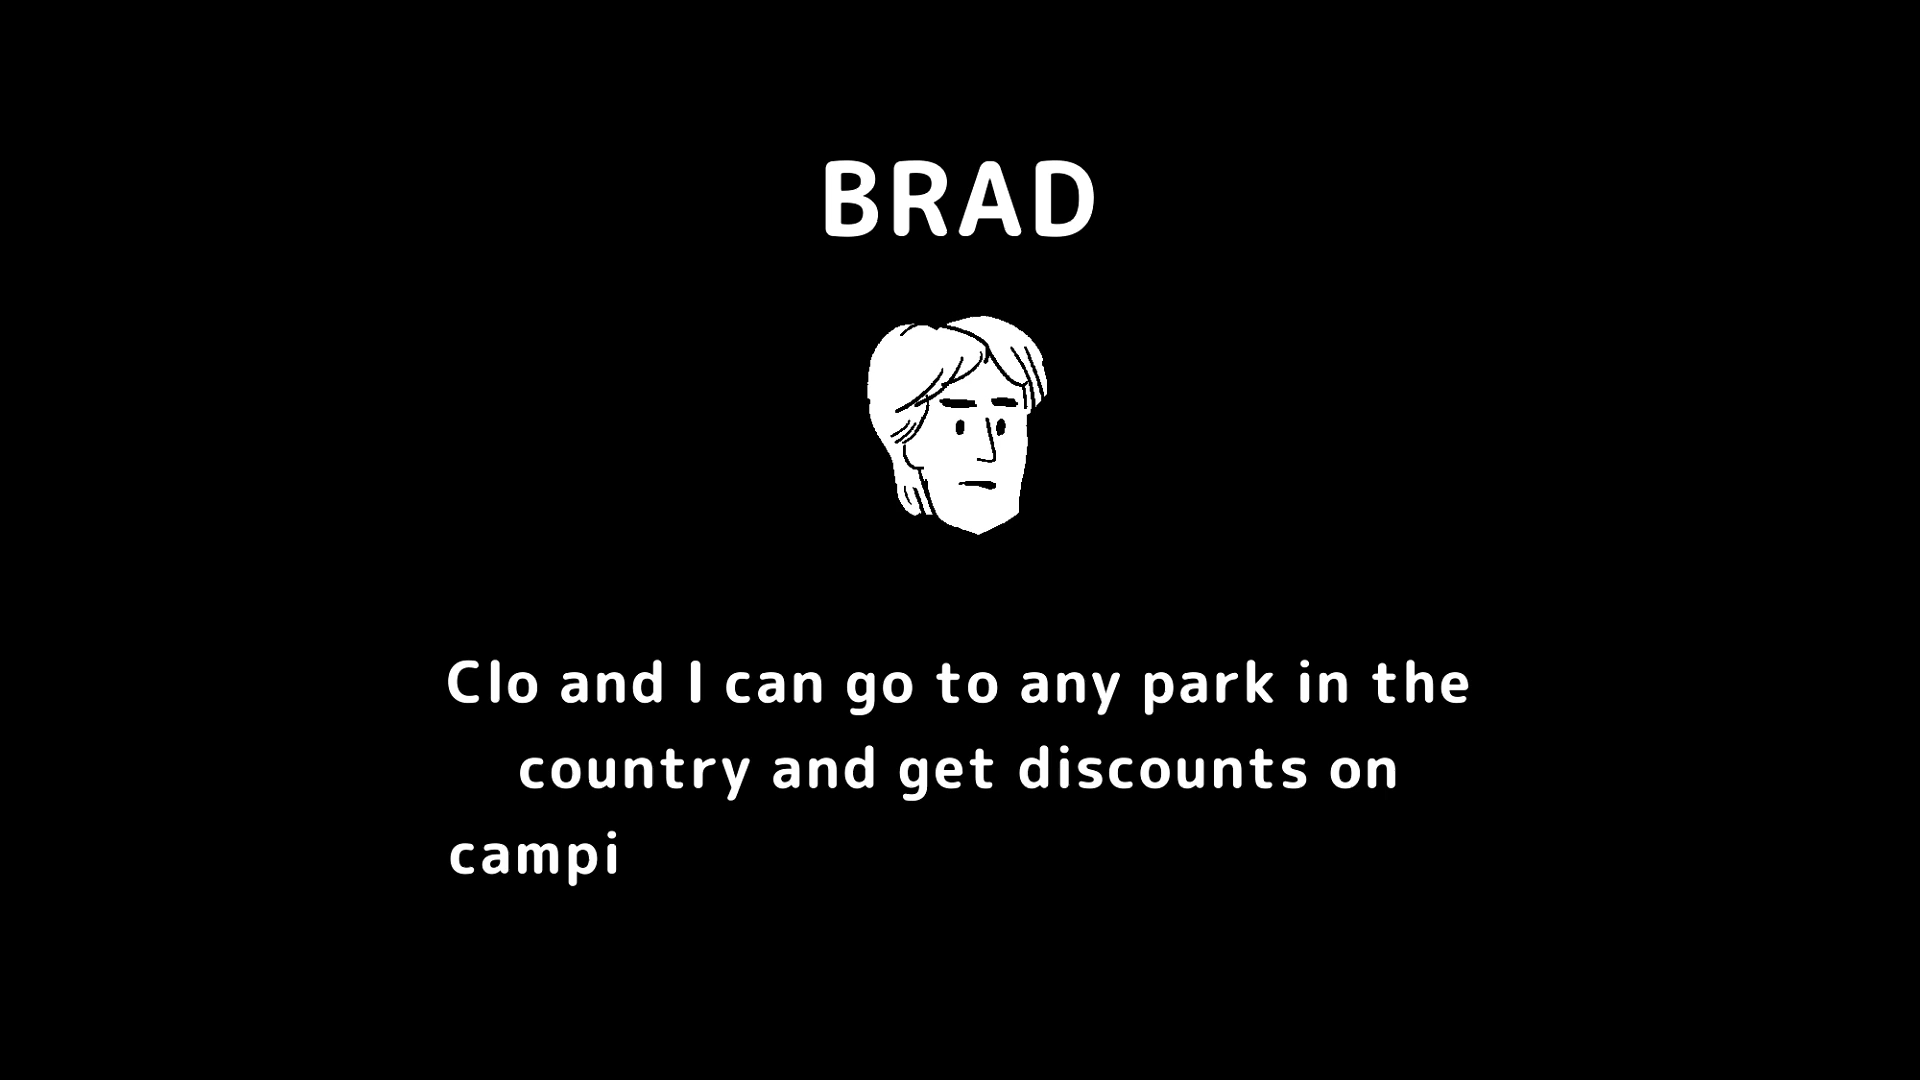 BRAD
Clo and I can go to any park in the
country and get discounts on
campi